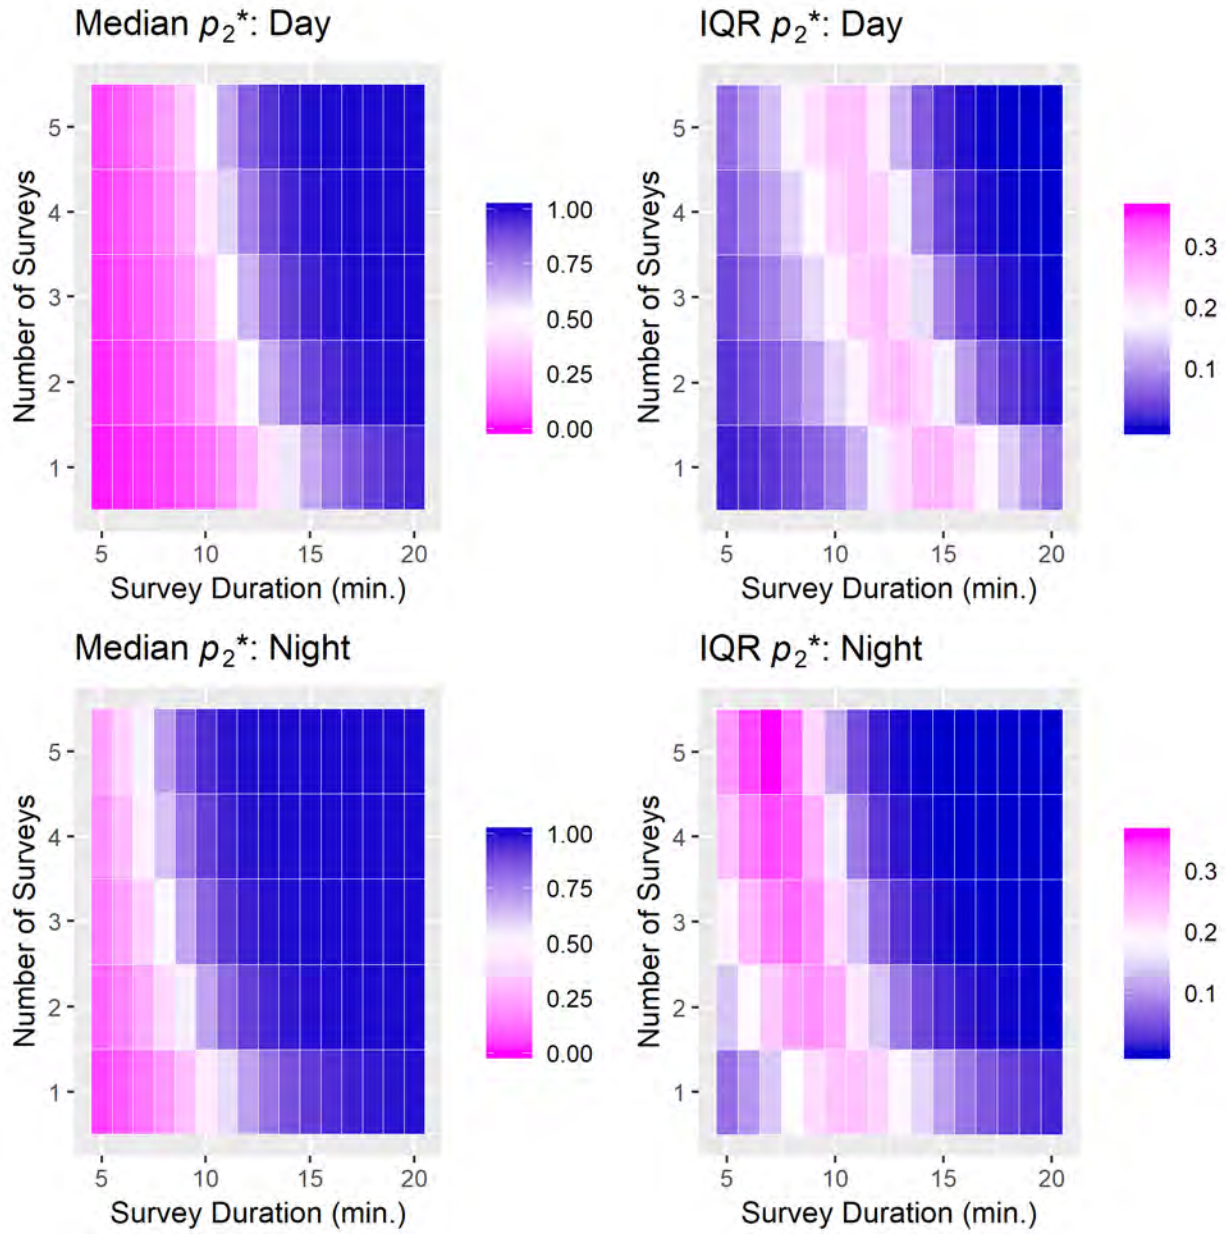 Median p₂*: Day
Number of Surveys
5
4
3
2
1
5 10 15 20
Survey Duration (min.)
1.00
0.75
0.50
0.25
0.00
IQR p₂*: Day
Number of Surveys
5
4
3
2
1
5 10 15 20
Survey Duration (min.)
0.3
0.2
0.1
Median p₂*: Night
Number of Surveys
5
4
3
2
1
5 10 15 20
Survey Duration (min.)
1.00
0.75
0.50
0.25
0.00
IQR p₂*: Night
Number of Surveys
5
4
3
2
1
5 10 15 20
Survey Duration (min.)
0.3
0.2
0.1